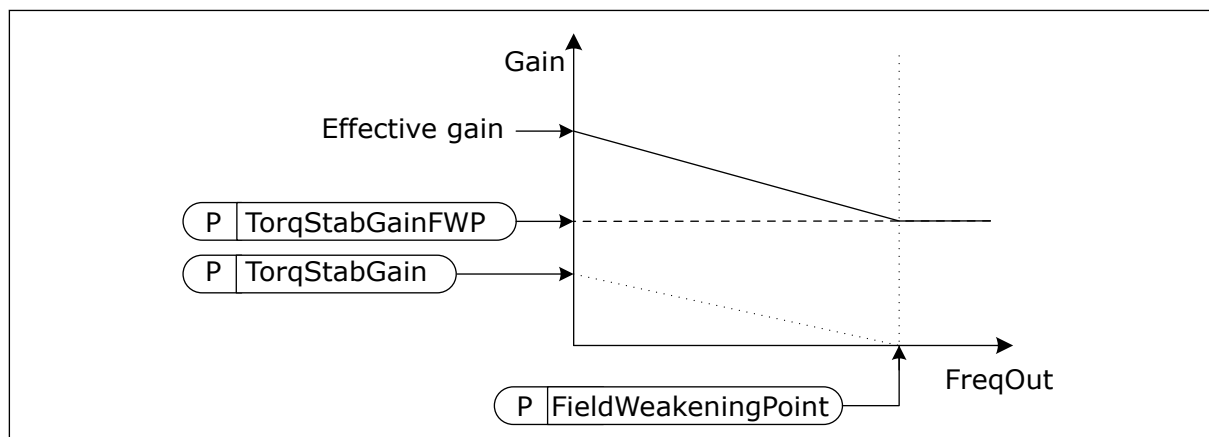 Gain
Effective gain
P TorqStabGainFWP
P TorqStabGain
FreqOut
P FieldWeakeningPoint